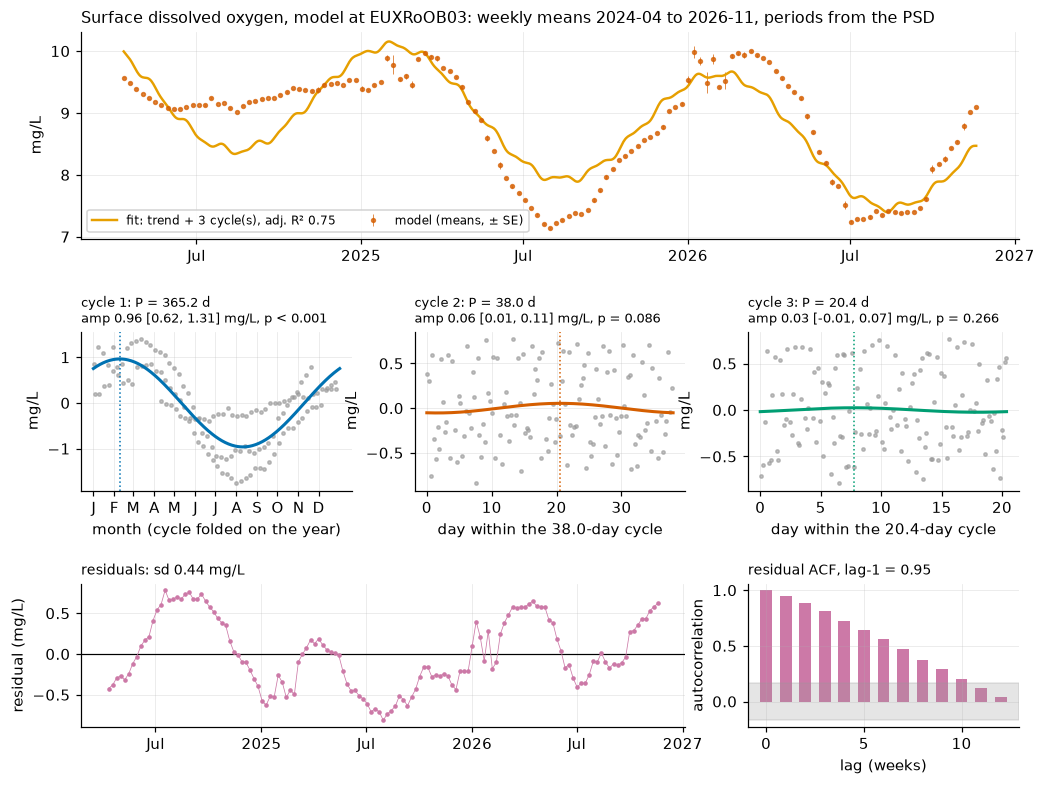 Surface dissolved oxygen, model at EUXRoOB03: weekly means 2024-04 to 2026-11, periods from the PSD
mg/L
10
9
8
7
fit: trend + 3 cycle(s), adj. R² 0.75
model (means, ± SE)
Jul
2025
Jul
2026
Jul
2027
cycle 1: P = 365.2 d
amp 0.96 [0.62, 1.31] mg/L, p < 0.001
mg/L
1
0
−1
J F M A M J J A S O N D
month (cycle folded on the year)
cycle 2: P = 38.0 d
amp 0.06 [0.01, 0.11] mg/L, p = 0.086
mg/L
0.5
0.0
−0.5
0 10 20 30
day within the 38.0-day cycle
cycle 3: P = 20.4 d
amp 0.03 [-0.01, 0.07] mg/L, p = 0.266
mg/L
0.5
0.0
−0.5
0 5 10 15 20
day within the 20.4-day cycle
residuals: sd 0.44 mg/L
residual (mg/L)
0.5
0.0
−0.5
Jul
2025
Jul
2026
Jul
2027
residual ACF, lag-1 = 0.95
autocorrelation
1.0
0.5
0.0
0 5 10
lag (weeks)